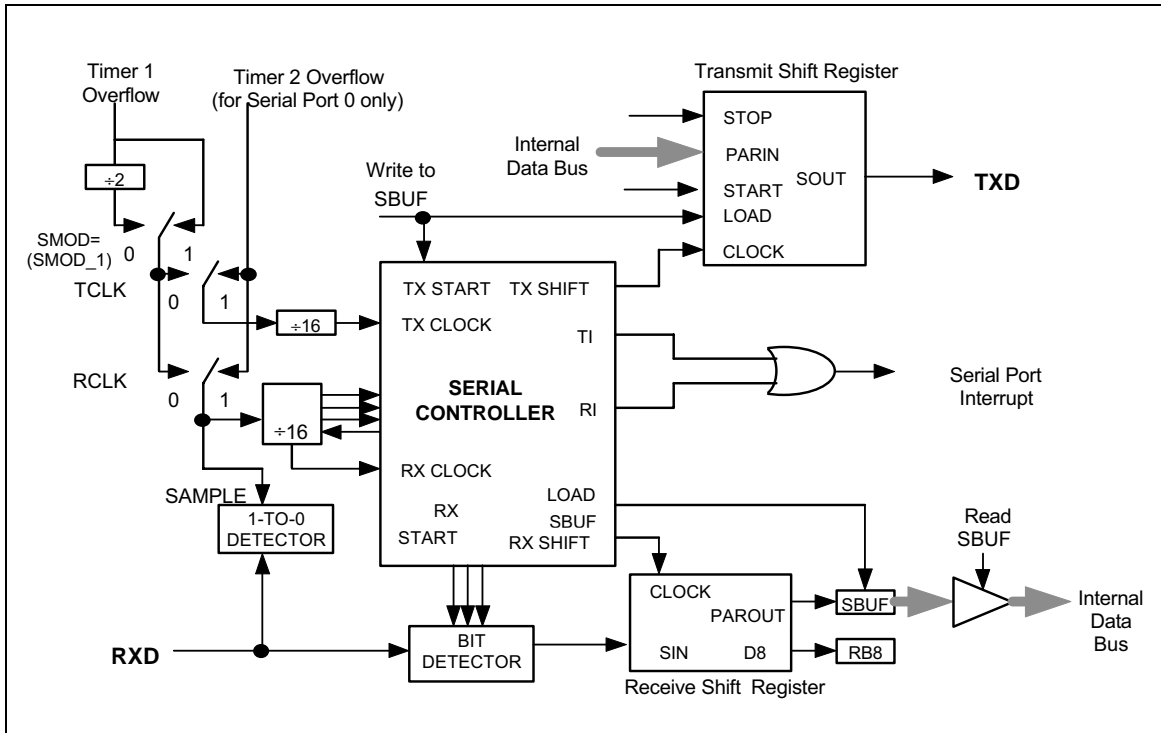 Timer 1
Overflow
Timer 2 Overflow
(for Serial Port 0 only)
Transmit Shift Register
STOP
PARIN
SOUT
START
LOAD
CLOCK
Internal
Data Bus
TXD
÷2
Write to
SBUF
SMOD=
(SMOD_1)
0
1
TCLK
0
1
÷16
TX START
TX SHIFT
TX CLOCK
TI
SERIAL
CONTROLLER
RI
Serial Port
Interrupt
RCLK
0
1
÷16
RX CLOCK
SAMPLE
LOAD
SBUF
RX
START
RX SHIFT
1-TO-0
DETECTOR
Read
SBUF
CLOCK
PAROUT
SBUF
Internal
Data
Bus
RXD
BIT
DETECTOR
SIN
D8
RB8
Receive Shift Register